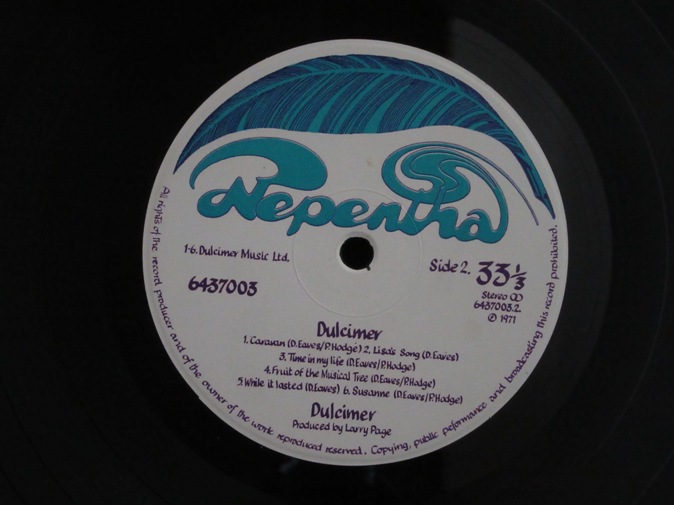 Nepentha
1-6. Dulcimer Music Ltd.
6437003
Side 2. 33⅓
Stereo
6437.003.2.
℗ 1971
Dulcimer
1. Caravan (D.Eaves/P.Hodge) 2. Lisa's Song (D.Eaves)
3. Time in my life (D.Eaves/P.Hodge)
4. Fruit of the Musical Tree (D.Eaves/P.Hodge)
5. While it lasted (D.Eaves) 6. Susanne (D.Eaves/P.Hodge)
Dulcimer
Produced by Larry Page
All rights of the record producer and of the owner of the work reproduced reserved. Copying, public peformance and broadcasting this record prohibited.